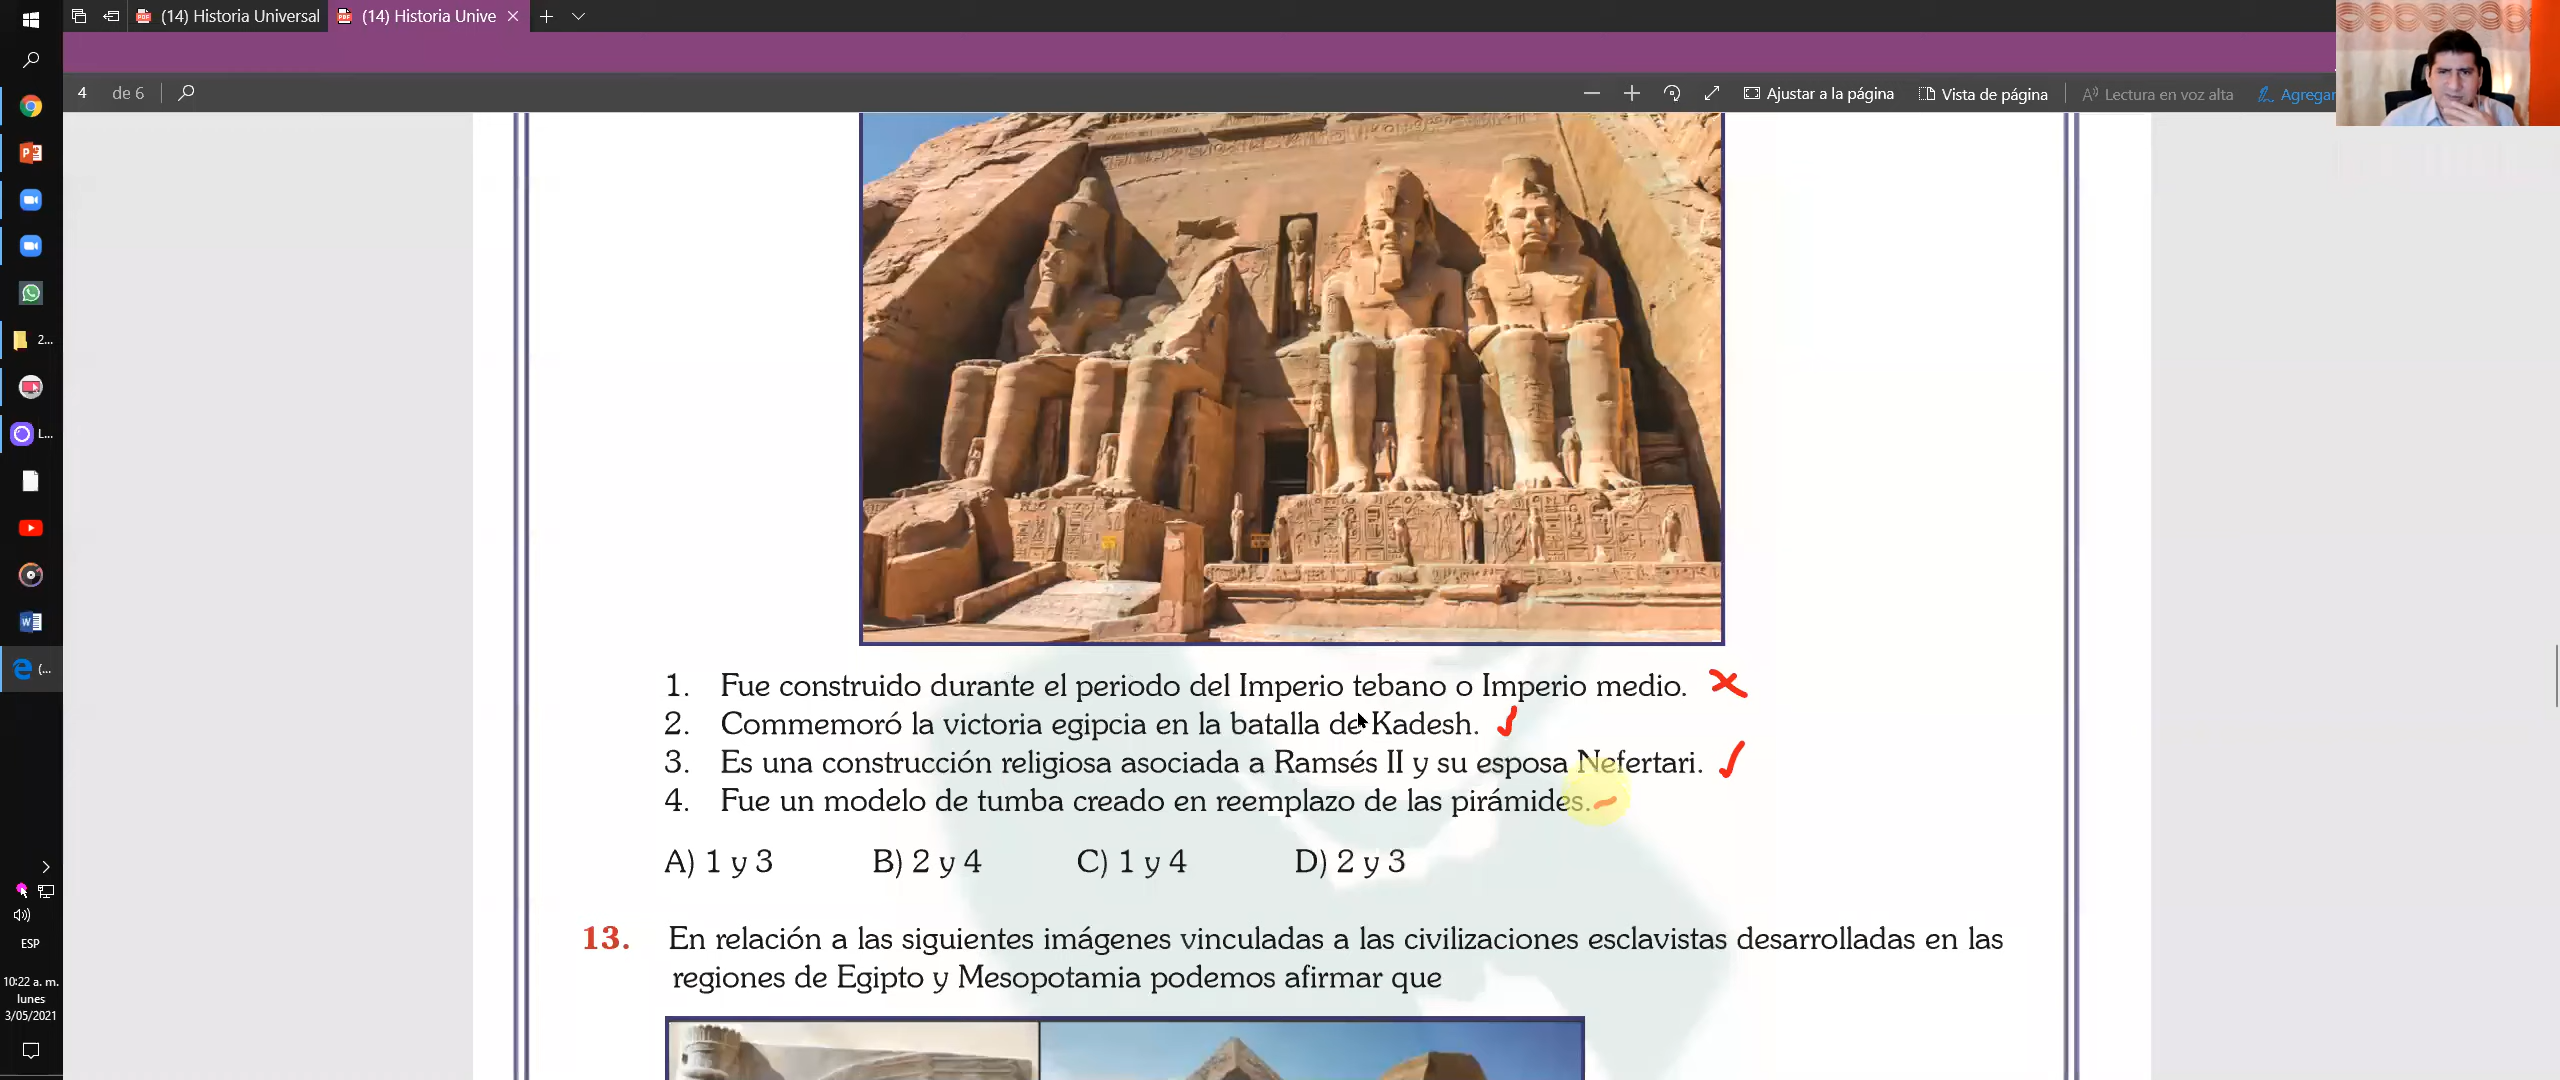 (14) Historia Universal
(14) Historia Unive
4 de 6
Ajustar a la página
Vista de página
Lectura en voz alta
Agregar
2...
L...
(...
1. Fue construido durante el periodo del Imperio tebano o Imperio medio.
2. Commemoró la victoria egipcia en la batalla de Kadesh.
3. Es una construcción religiosa asociada a Ramsés II y su esposa Nefertari.
4. Fue un modelo de tumba creado en reemplazo de las pirámides.
A) 1 y 3 B) 2 y 4 C) 1 y 4 D) 2 y 3
13. En relación a las siguientes imágenes vinculadas a las civilizaciones esclavistas desarrolladas en las
regiones de Egipto y Mesopotamia podemos afirmar que
ESP
10:22 a. m.
lunes
3/05/2021